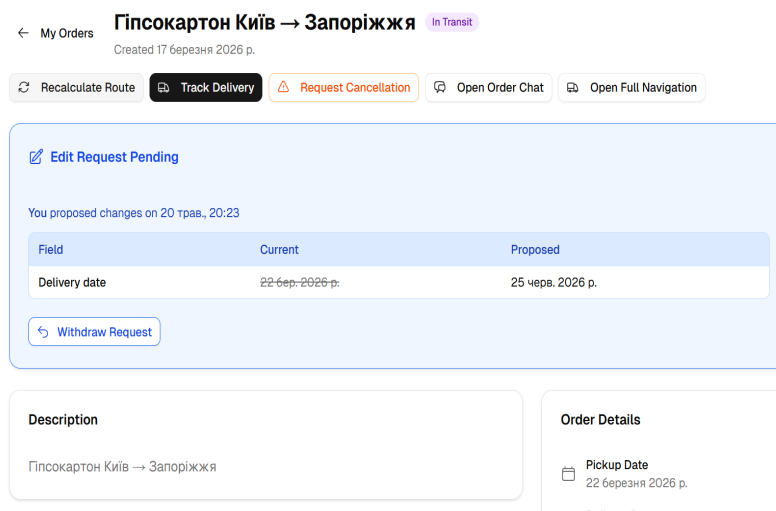 My Orders
Гіпсокартон Київ → Запоріжжя
In Transit
Created 17 березня 2026 р.
Recalculate Route
Track Delivery
Request Cancellation
Open Order Chat
Open Full Navigation
Edit Request Pending
You proposed changes on 20 трав., 20:23
Field Current Proposed
Delivery date 22 бер. 2026 р. 25 черв. 2026 р.
Withdraw Request
Description
Гіпсокартон Київ → Запоріжжя
Order Details
Pickup Date
22 березня 2026 р.